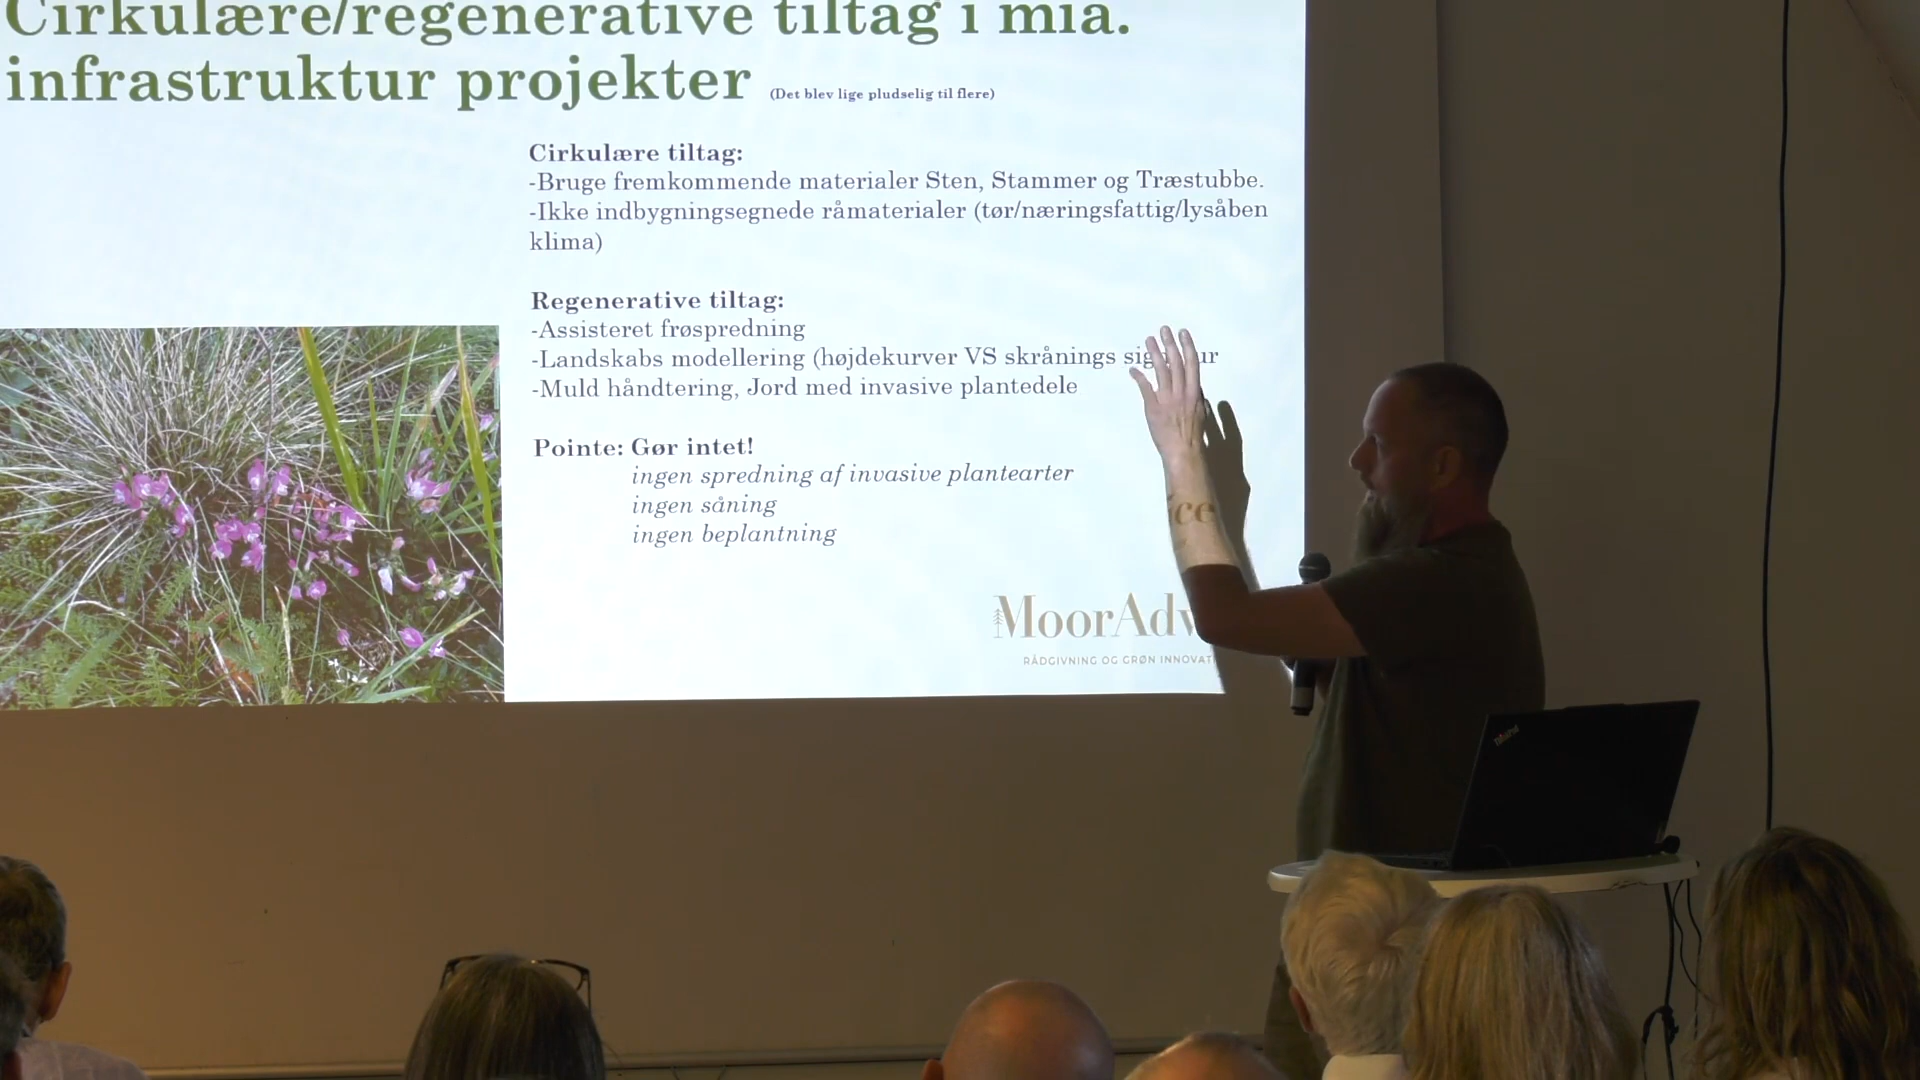 Cirkulære/regenerative tiltag i mia.
infrastruktur projekter (Det blev lige pludselig til flere)
Cirkulære tiltag:
-Bruge fremkommende materialer Sten, Stammer og Træstubbe.
-Ikke indbygningsegnede råmaterialer (tør/næringsfattig/lysåben
klima)
Regenerative tiltag:
-Assisteret frøspredning
-Landskabs modellering (højdekurver VS skrånings
-Muld håndtering, Jord med invasive plantedele
Pointe: Gør intet!
ingen spredning af invasive plantearter
ingen såning
ingen beplantning
MoorAdvice
RÅDGIVNING OG GRØN
ThinkPad